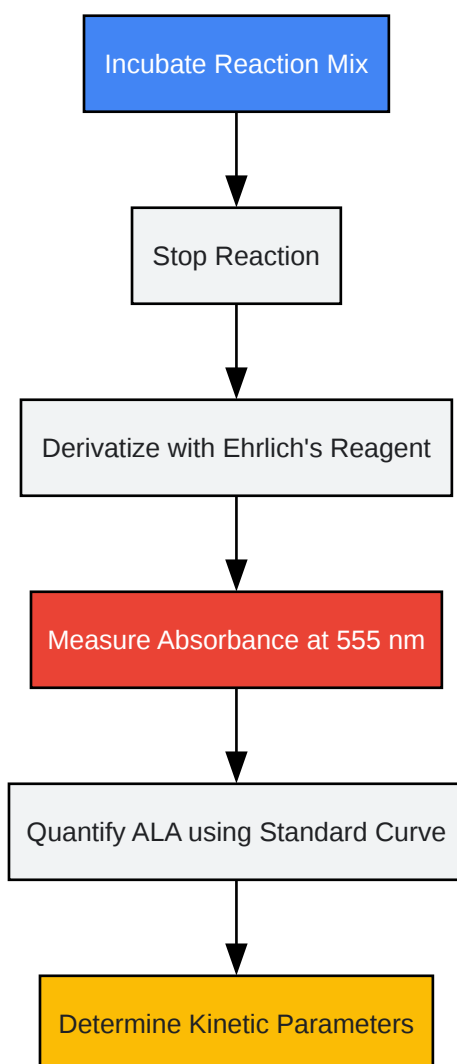 Incubate Reaction Mix
Stop Reaction
Derivatize with Ehrlich's Reagent
Measure Absorbance at 555 nm
Quantify ALA using Standard Curve
Determine Kinetic Parameters